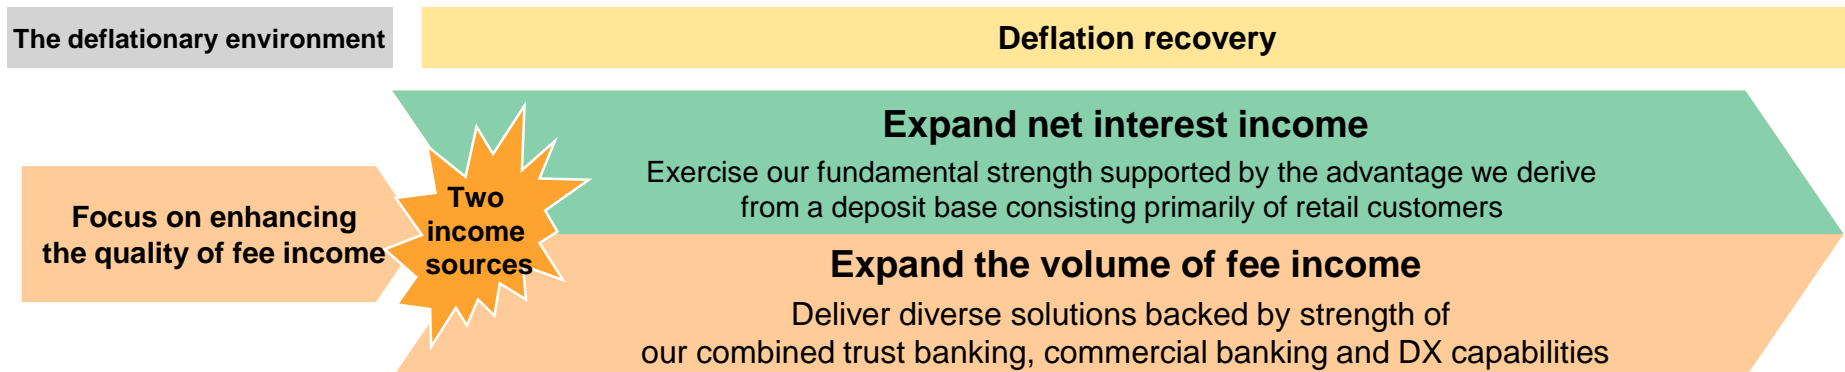 The deflationary environment
Deflation recovery
Focus on enhancing
the quality of fee income
Two
income
sources
Expand net interest income
Exercise our fundamental strength supported by the advantage we derive
from a deposit base consisting primarily of retail customers
Expand the volume of fee income
Deliver diverse solutions backed by strength of
our combined trust banking, commercial banking and DX capabilities